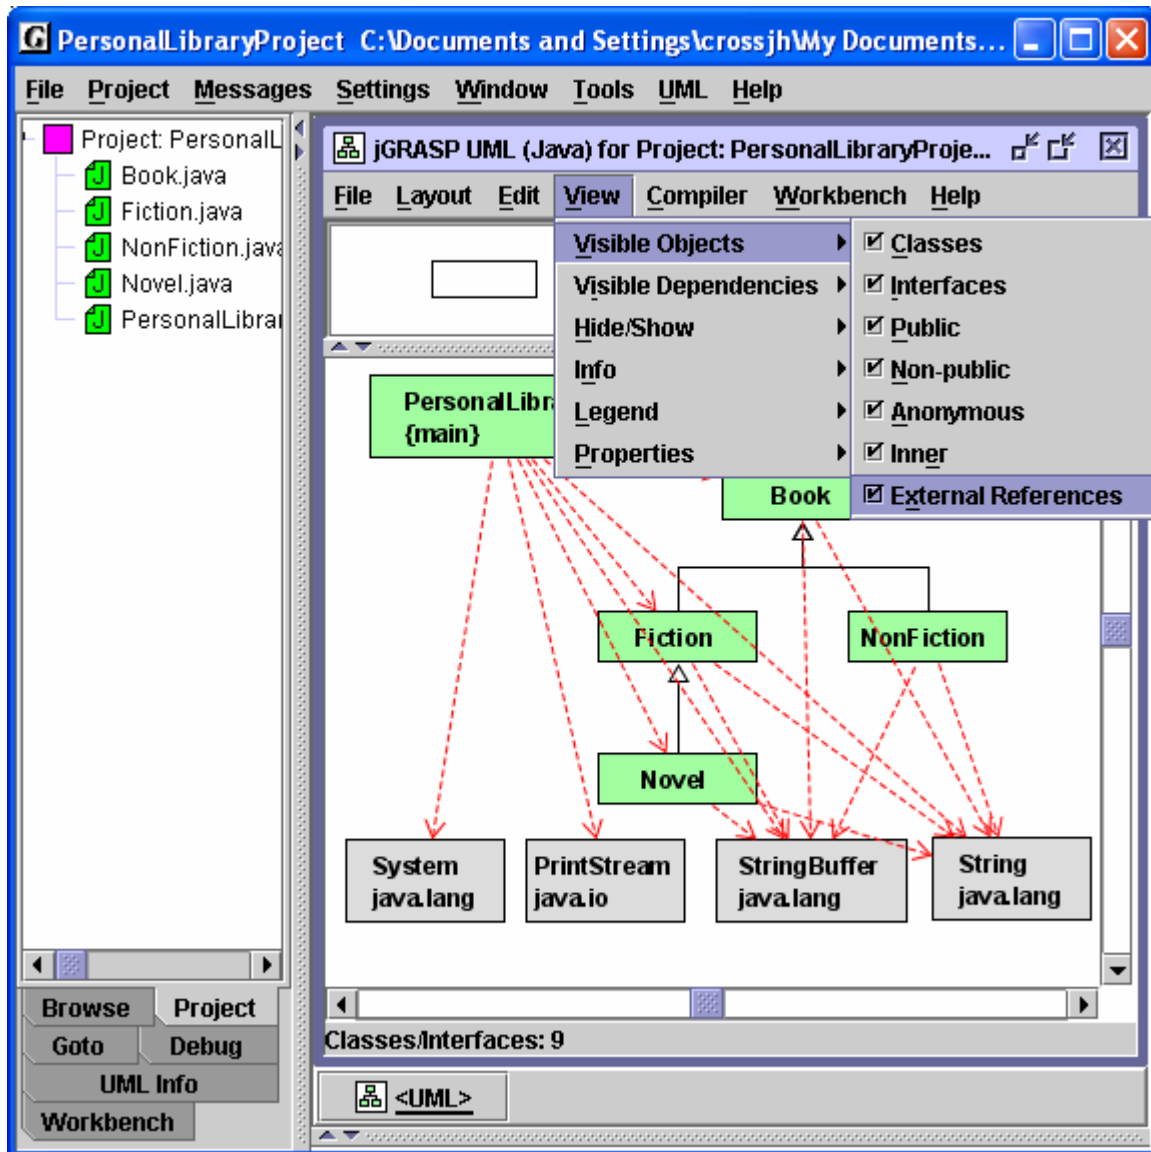 PersonalLibraryProject C:\Documents and Settings\crossjh\My Documents...
File Project Messages Settings Window Tools UML Help
Project: PersonalL
Book.java
Fiction.java
NonFiction.java
Novel.java
PersonalLibrar
jGRASP UML (Java) for Project: PersonalLibraryProje...
File Layout Edit View Compiler Workbench Help
Visible Objects
Visible Dependencies
Hide/Show
Info
Legend
Properties
Classes
Interfaces
Public
Non-public
Anonymous
Inner
External References
PersonalLibr
{main}
Book
Fiction
NonFiction
Novel
System
java.lang
PrintStream
java.io
StringBuffer
java.lang
String
java.lang
Classes/Interfaces: 9
<UML>
Browse Project
Goto Debug
UML Info
Workbench